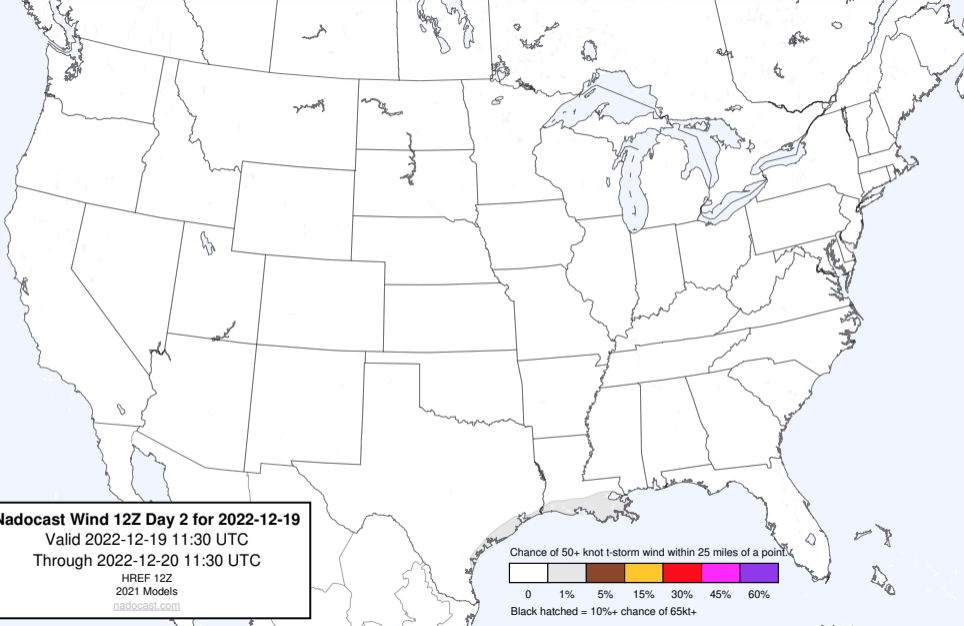 Nadocast Wind 12Z Day 2 for 2022-12-19
Valid 2022-12-19 11:30 UTC
Through 2022-12-20 11:30 UTC
HREF 12Z
2021 Models
nadocast.com
Chance of 50+ knot t-storm wind within 25 miles of a point.
0 1% 5% 15% 30% 45% 60%
Black hatched = 10%+ chance of 65kt+